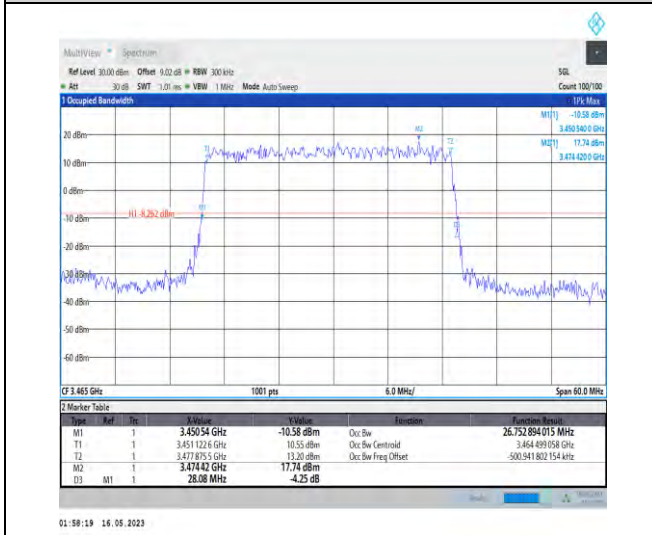 MultiView Spectrum
Ref Level 30.00 dBm Offset 9.02 dB RBW 300 kHz SGL
Att 30 dB SWT 1.01 ms VBW 1 MHz Mode Auto Sweep Count 100/100
1 Occupied Bandwidth 1Pk Max
M1[1] -10.58 dBm
3.450 540 0 GHz
M2[1] 17.74 dBm
3.474 420 0 GHz
20 dBm
M2
T1
T2
10 dBm
0 dBm
M1
H1 -8.262 dBm
-10 dBm
D3
-20 dBm
-30 dBm
-40 dBm
-50 dBm
-60 dBm
CF 3.465 GHz 1001 pts 6.0 MHz/ Span 60.0 MHz
2 Marker Table
Type Ref Trc X-Value Y-Value Function Function Result
M1 1 3.45054 GHz -10.58 dBm Occ Bw 26.752 894 015 MHz
T1 1 3.451 122 6 GHz 10.55 dBm Occ Bw Centroid 3.464 499 058 GHz
T2 1 3.477 875 5 GHz 13.20 dBm Occ Bw Freq Offset -500.941 802 154 kHz
M2 1 3.47442 GHz 17.74 dBm
D3 M1 1 28.08 MHz -4.25 dB
01:58:19 16.05.2023